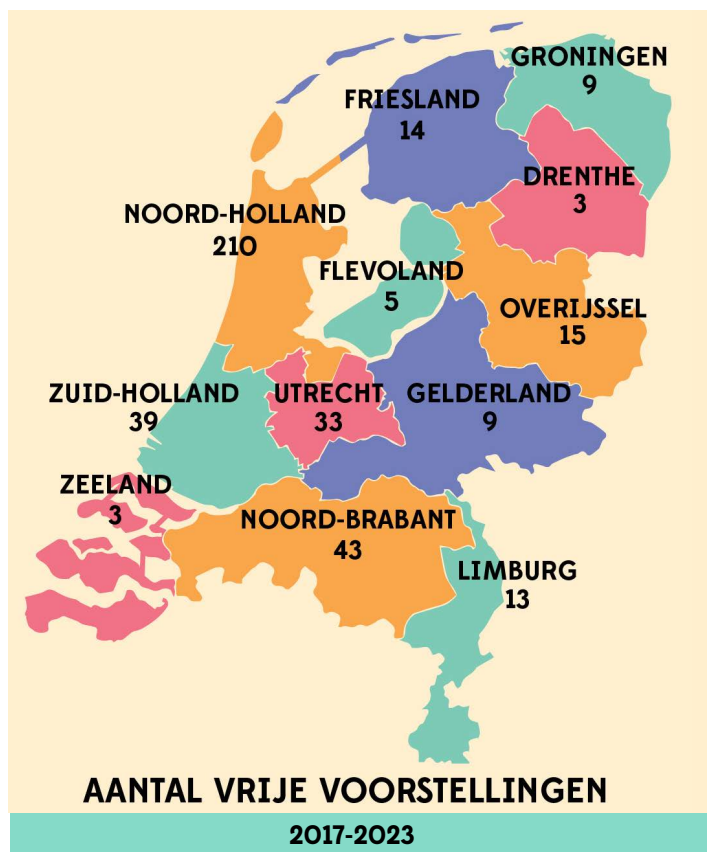 GRONINGEN
9
FRIESLAND
14
DRENTHE
3
NOORD-HOLLAND
210
FLEVOLAND
5
OVERIJSSEL
15
ZUID-HOLLAND
39
UTRECHT
33
GELDERLAND
9
ZEELAND
3
NOORD-BRABANT
43
LIMBURG
13
AANTAL VRIJE VOORSTELLINGEN
2017-2023